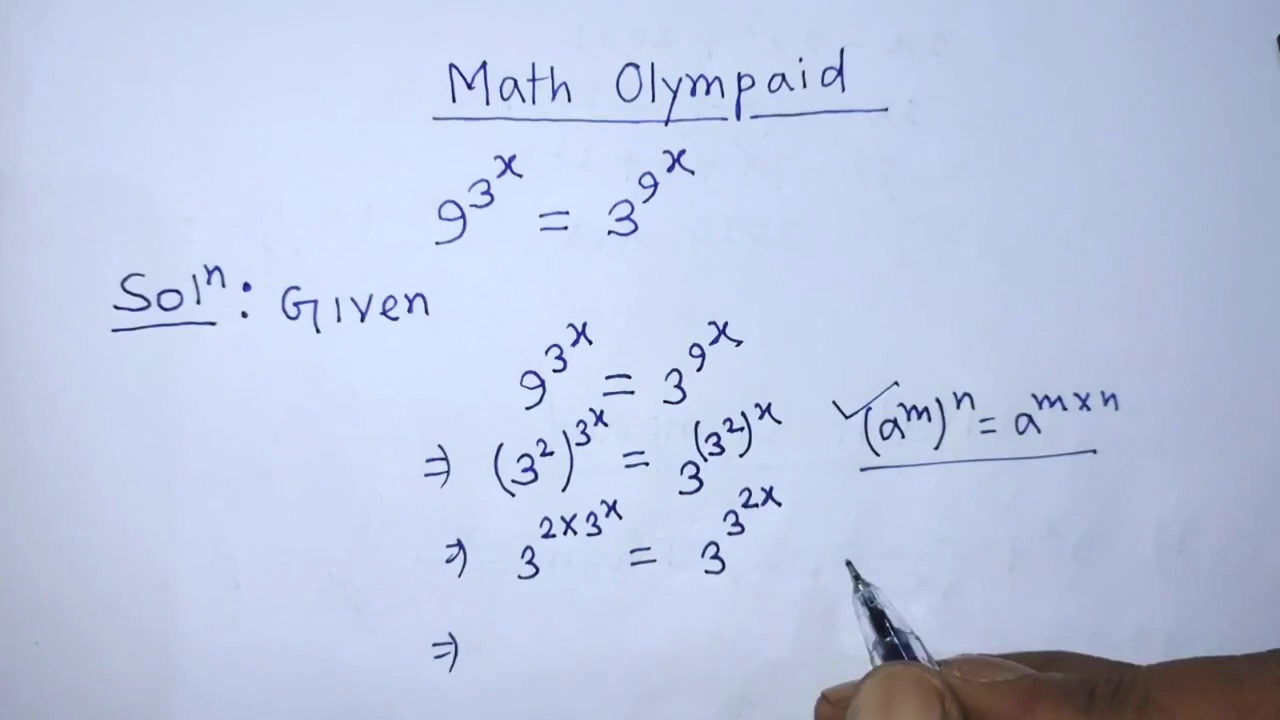 Math Olympaid
9^{3^x} = 3^{9^x}
Solⁿ: Given
9^{3^x} = 3^{9^x}
⇒ (3^2)^{3^x} = 3^{(3^2)^x} ✓(a^m)^n = a^{m×n}
⇒ 3^{2×3^x} = 3^{3^{2x}}
⇒